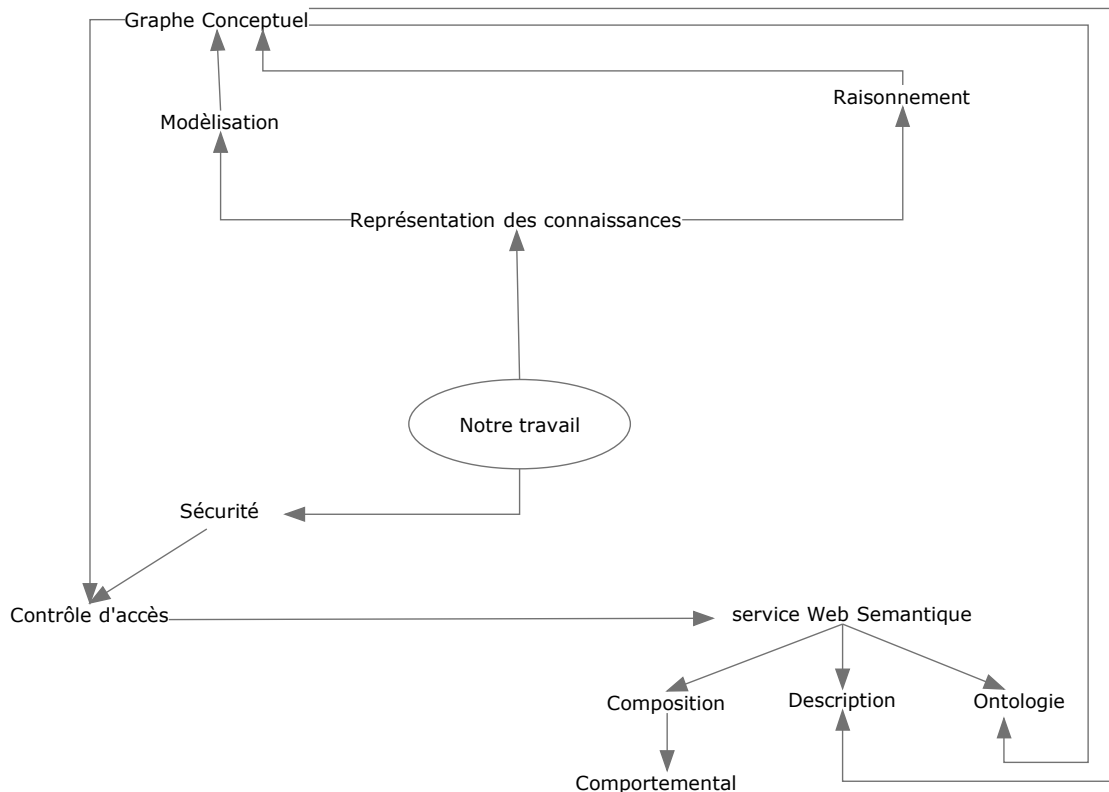 Graphe Conceptuel
Raisonnement
Modèlisation
Représentation des connaissances
Notre travail
Sécurité
Contrôle d'accès
service Web Semantique
Composition
Description
Ontologie
Comportemental